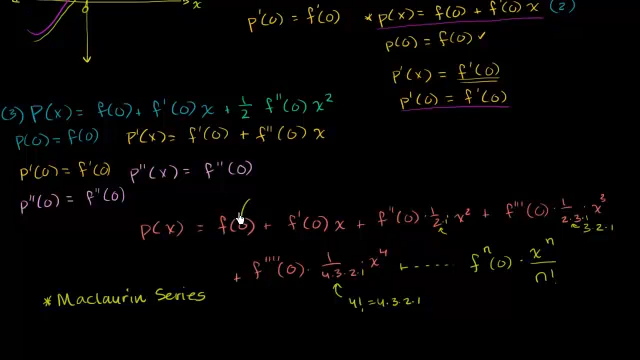 x
p'(0) = f'(0)
* p(x) = f(0) + f'(0) x (2)
p(0) = f(0) ✓
p'(x) = f'(0)
p'(0) = f'(0)
(3) P(x) = f(0) + f'(0) x + 1/2 f''(0) x²
p(0) = f(0) p'(x) = f'(0) + f''(0) x
p'(0) = f'(0) p''(x) = f''(0)
p''(0) = f''(0)
p(x) = f(0) + f'(0) x + f''(0) · 1/2·1 x² + f'''(0) · 1/2·3·1 x³
3·2·1
+ f''''(0) · 1/4·3·2·1 x⁴ + ...... fⁿ(0) · xⁿ/n!
4! = 4·3·2·1
* Maclaurin Series